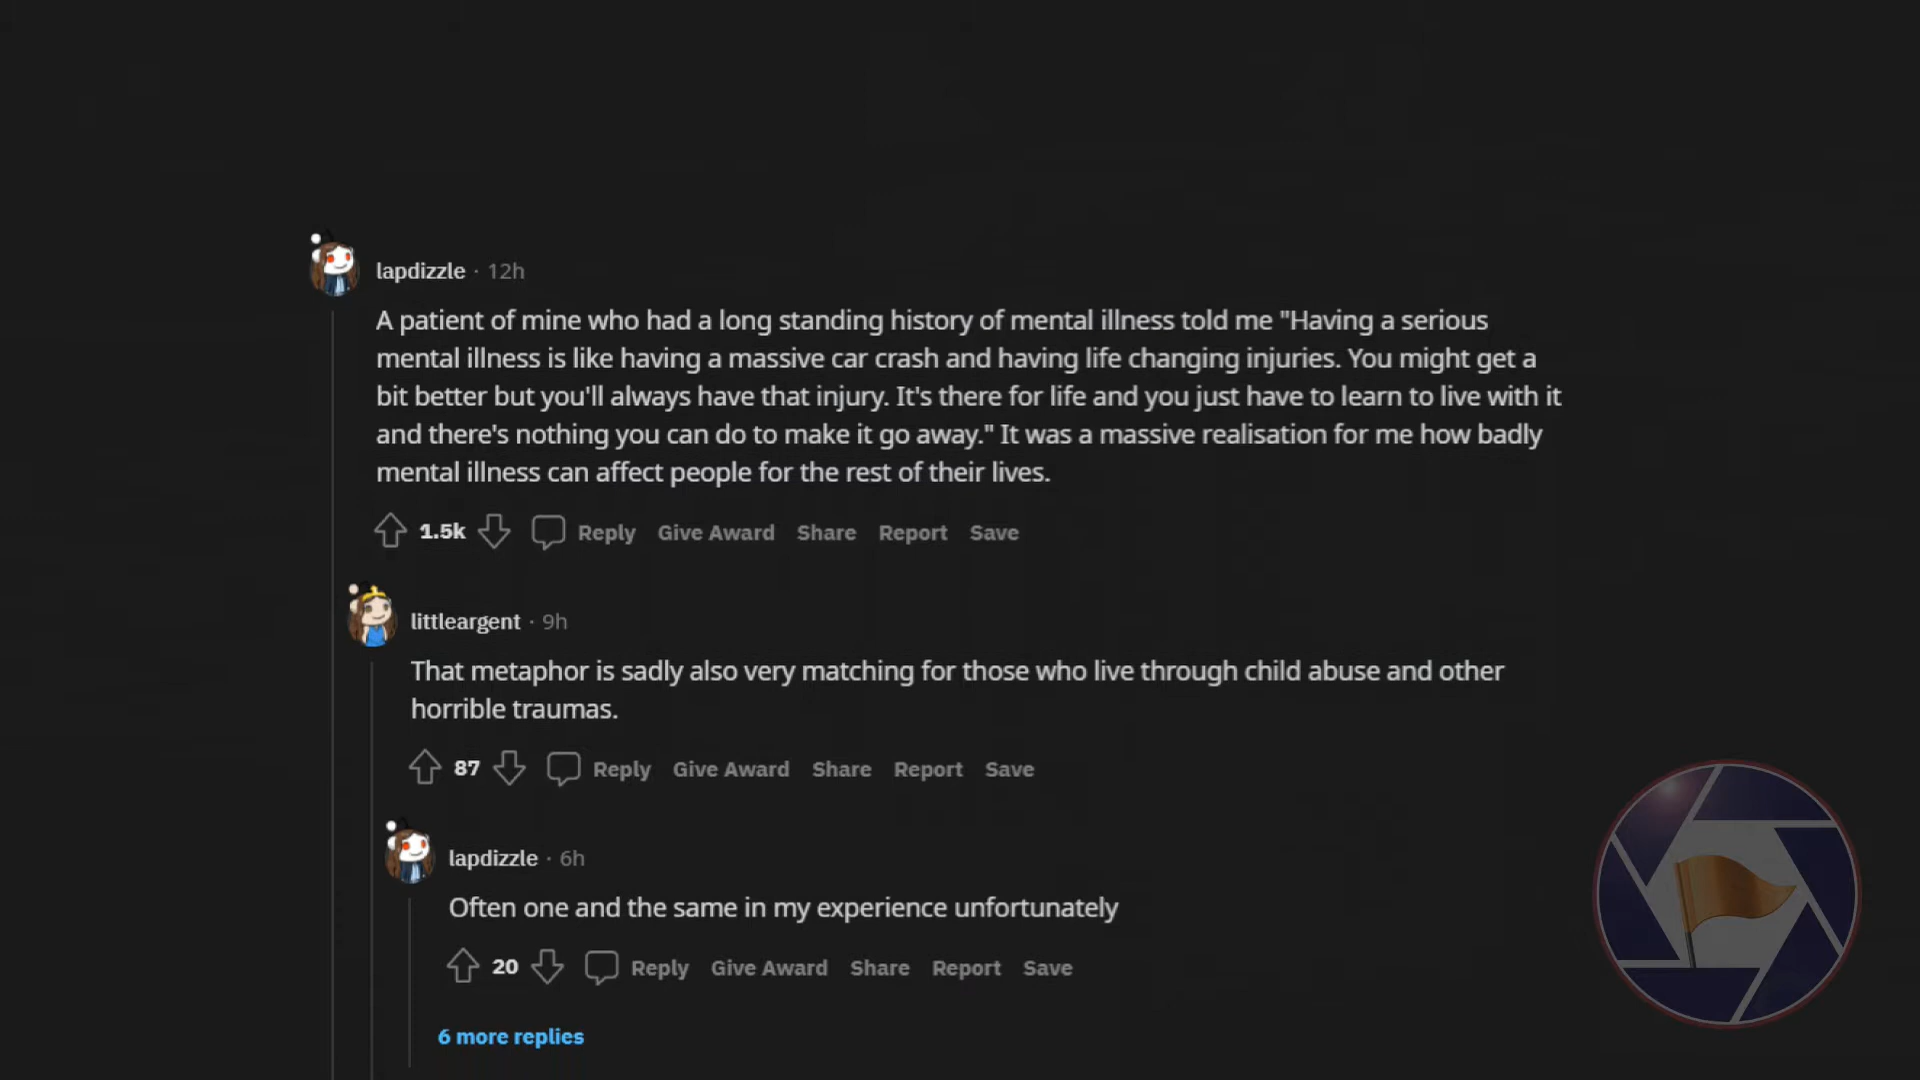 lapdizzle · 12h
A patient of mine who had a long standing history of mental illness told me "Having a serious
mental illness is like having a massive car crash and having life changing injuries. You might get a
bit better but you'll always have that injury. It's there for life and you just have to learn to live with it
and there's nothing you can do to make it go away." It was a massive realisation for me how badly
mental illness can affect people for the rest of their lives.
1.5k Reply Give Award Share Report Save
littleargent · 9h
That metaphor is sadly also very matching for those who live through child abuse and other
horrible traumas.
87 Reply Give Award Share Report Save
lapdizzle · 6h
Often one and the same in my experience unfortunately
20 Reply Give Award Share Report Save
6 more replies